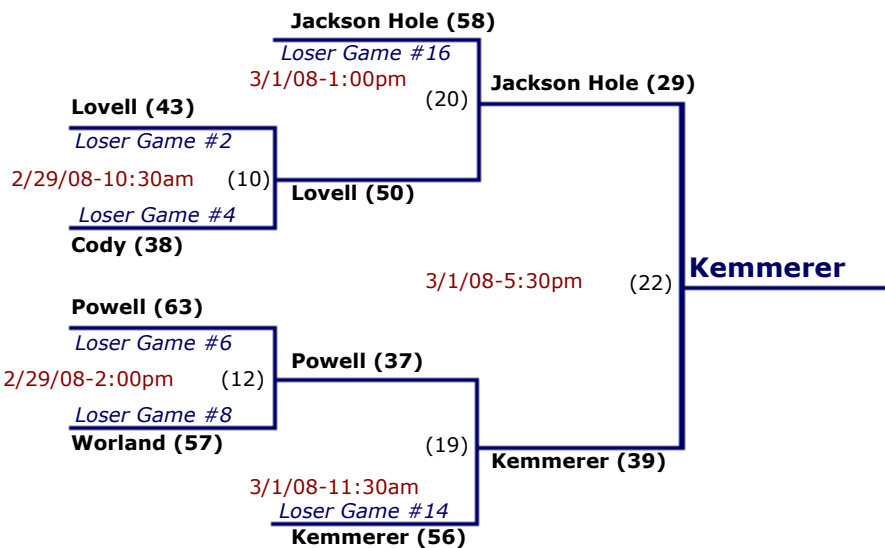 Jackson Hole (58)
Loser Game #16
3/1/08-1:00pm
(20)
Jackson Hole (29)
Lovell (43)
Loser Game #2
2/29/08-10:30am (10)
Lovell (50)
Loser Game #4
Cody (38)
3/1/08-5:30pm (22)
Kemmerer
Powell (63)
Loser Game #6
2/29/08-2:00pm (12)
Powell (37)
Loser Game #8
Worland (57)
(19)
Kemmerer (39)
3/1/08-11:30am
Loser Game #14
Kemmerer (56)